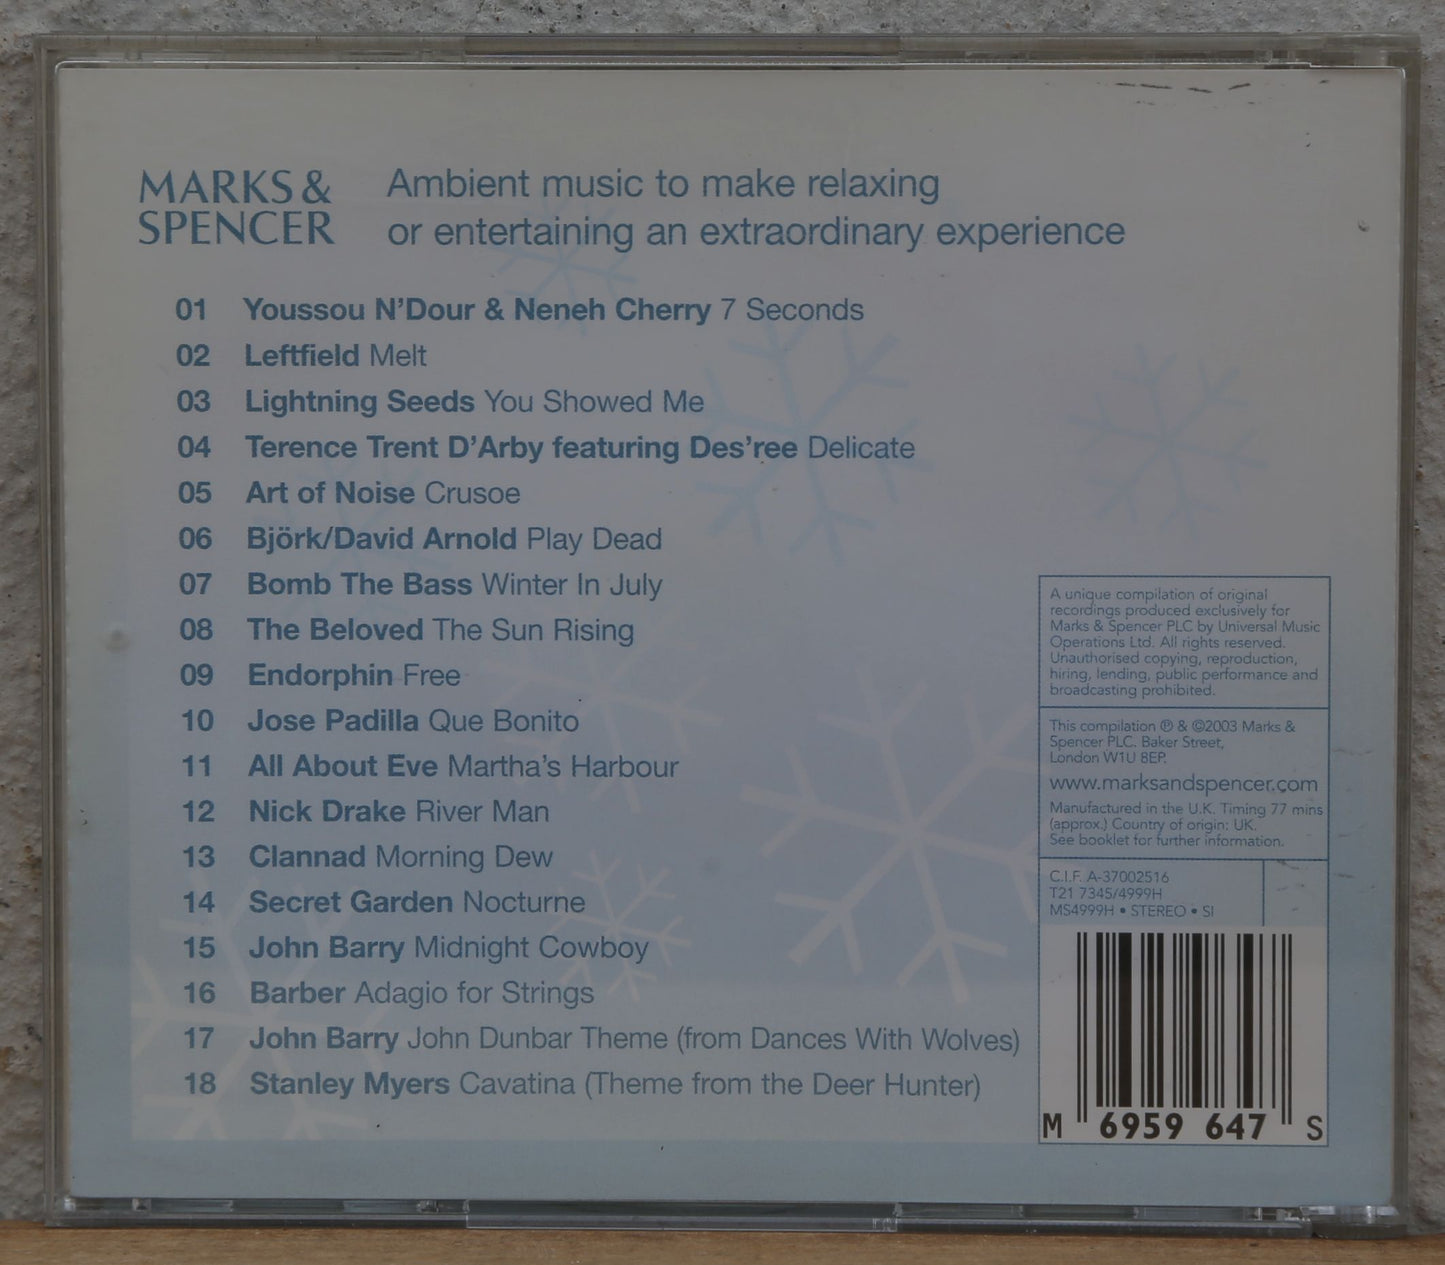 MARKS &
SPENCER
Ambient music to make relaxing
or entertaining an extraordinary experience
01 Youssou N'Dour & Neneh Cherry 7 Seconds
02 Leftfield Melt
03 Lightning Seeds You Showed Me
04 Terence Trent D'Arby featuring Des'ree Delicate
05 Art of Noise Crusoe
06 Björk/David Arnold Play Dead
07 Bomb The Bass Winter In July
08 The Beloved The Sun Rising
09 Endorphin Free
10 Jose Padilla Que Bonito
11 All About Eve Martha's Harbour
12 Nick Drake River Man
13 Clannad Morning Dew
14 Secret Garden Nocturne
15 John Barry Midnight Cowboy
16 Barber Adagio for Strings
17 John Barry John Dunbar Theme (from Dances With Wolves)
18 Stanley Myers Cavatina (Theme from the Deer Hunter)
A unique compilation of original
recordings produced exclusively for
Marks & Spencer PLC by Universal Music
Operations Ltd. All rights reserved.
Unauthorised copying, reproduction,
hiring, lending, public performance and
broadcasting prohibited.
This compilation ℗ & ©2003 Marks &
Spencer PLC. Baker Street,
London W1U 8EP.
www.marksandspencer.com
Manufactured in the U.K. Timing 77 mins
(approx.) Country of origin: UK.
See booklet for further information.
C.I.F. A-37002516
T21 7345/4999H
MS4999H • STEREO • SI
M 6959 647 S